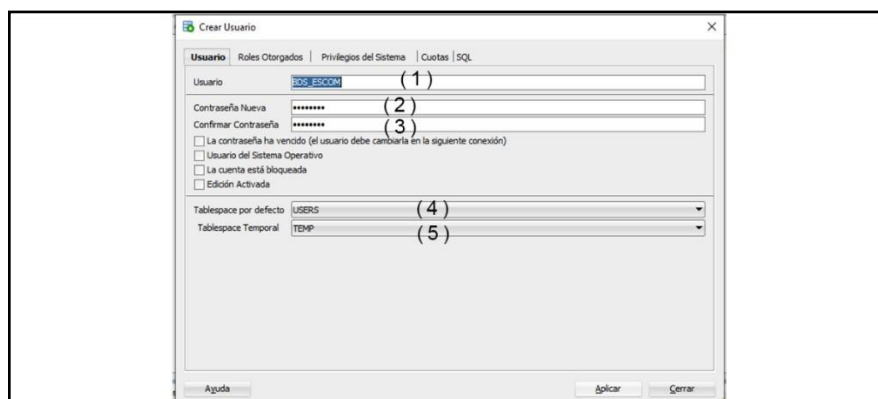 Crear Usuario
Usuario Roles Otorgados Privilegios del Sistema Cuotas SQL
Usuario BDS_ESCOM (1)
Contraseña Nueva •••••••• (2)
Confirmar Contraseña •••••••• (3)
La contraseña ha vencido (el usuario debe cambiarla en la siguiente conexión)
Usuario del Sistema Operativo
La cuenta está bloqueada
Edición Activada
Tablespace por defecto USERS (4)
Tablespace Temporal TEMP (5)
Ayuda Aplicar Cerrar